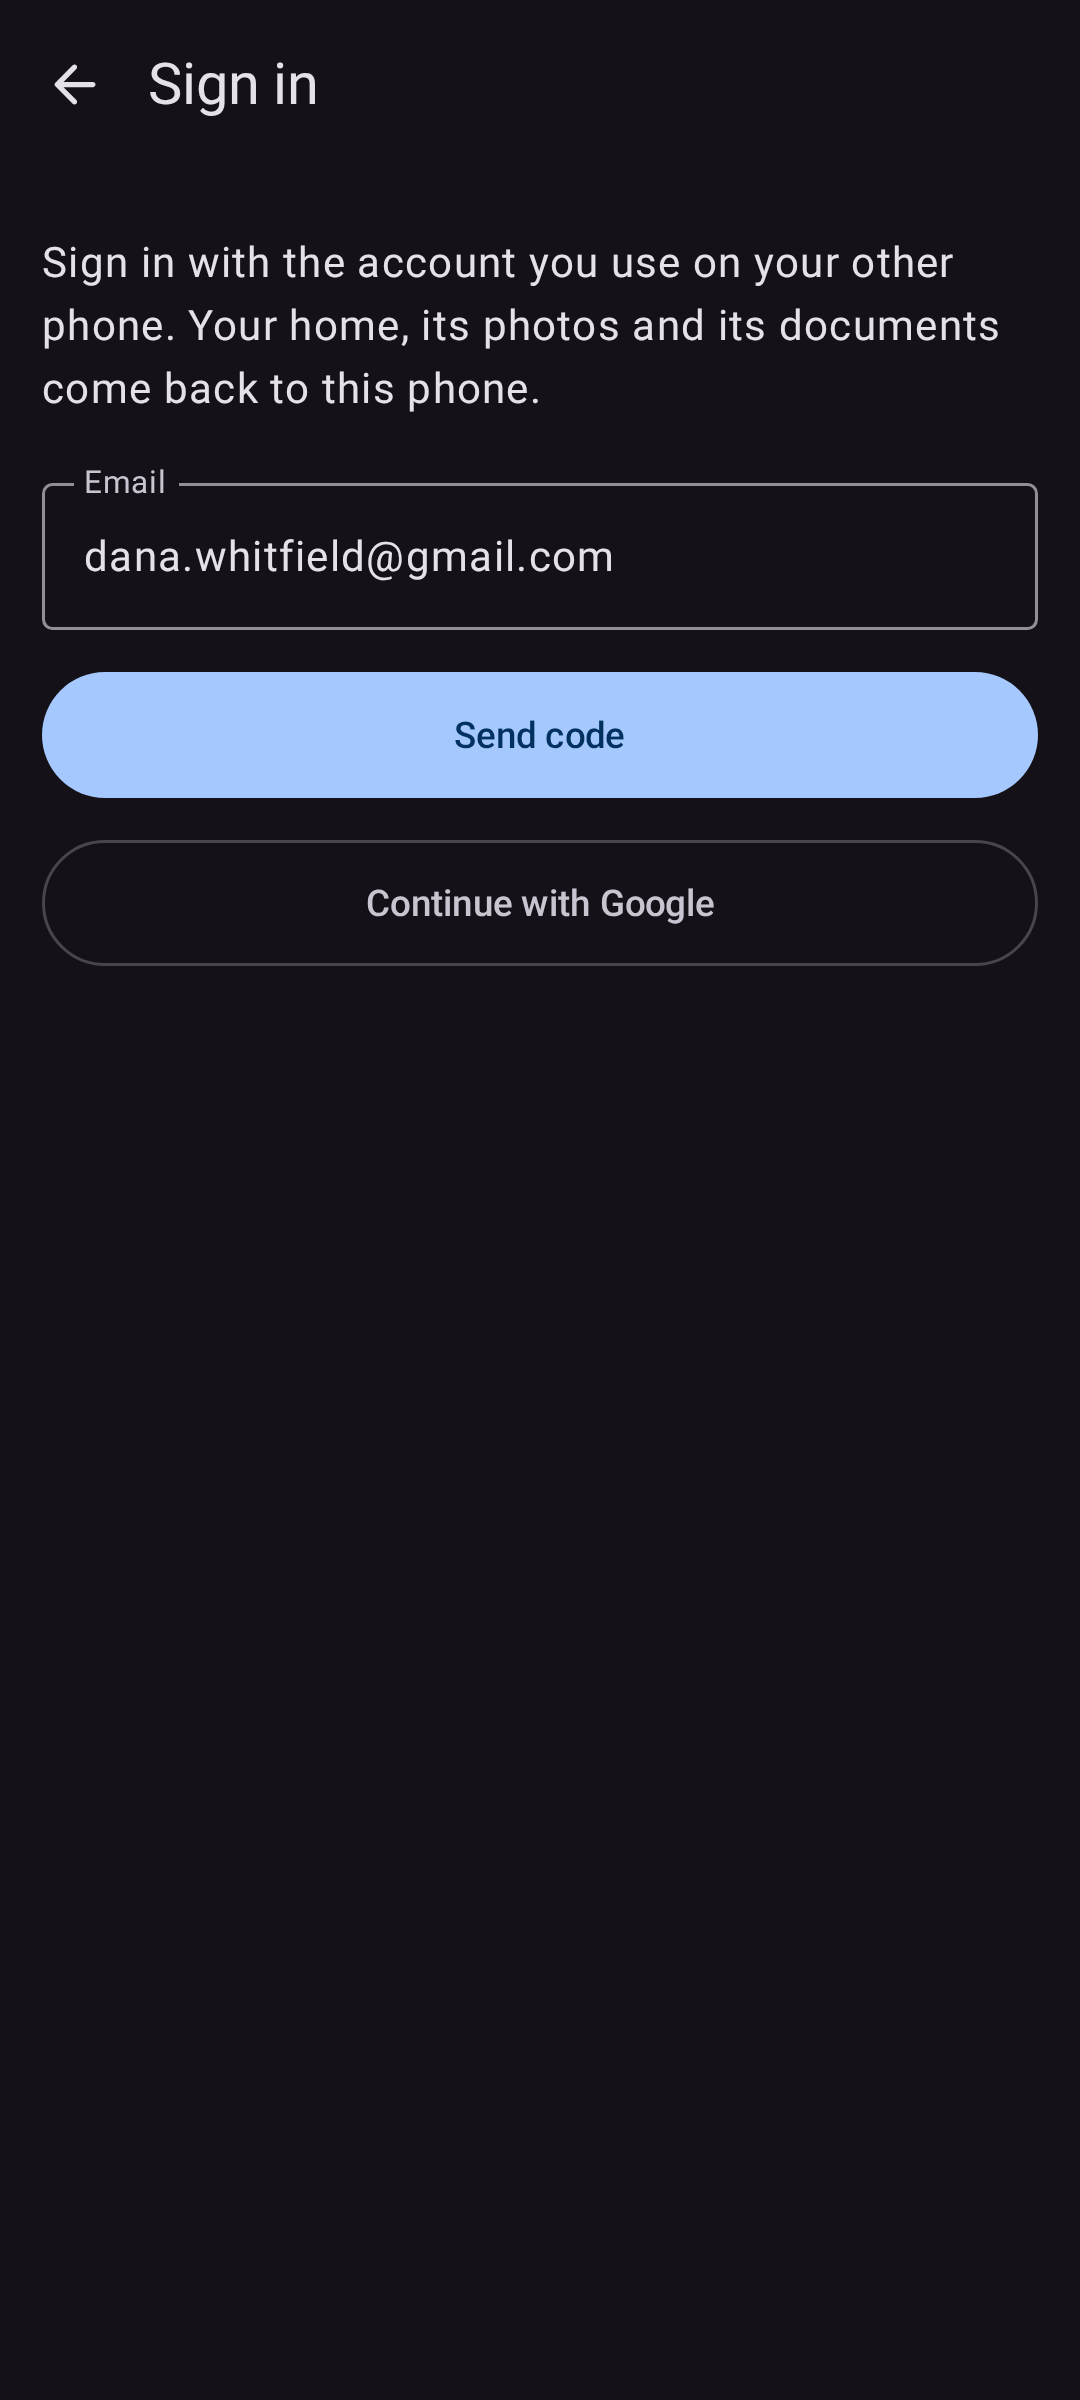 Sign in
Sign in with the account you use on your other
phone. Your home, its photos and its documents
come back to this phone.
Email
dana.whitfield@gmail.com
Send code
Continue with Google